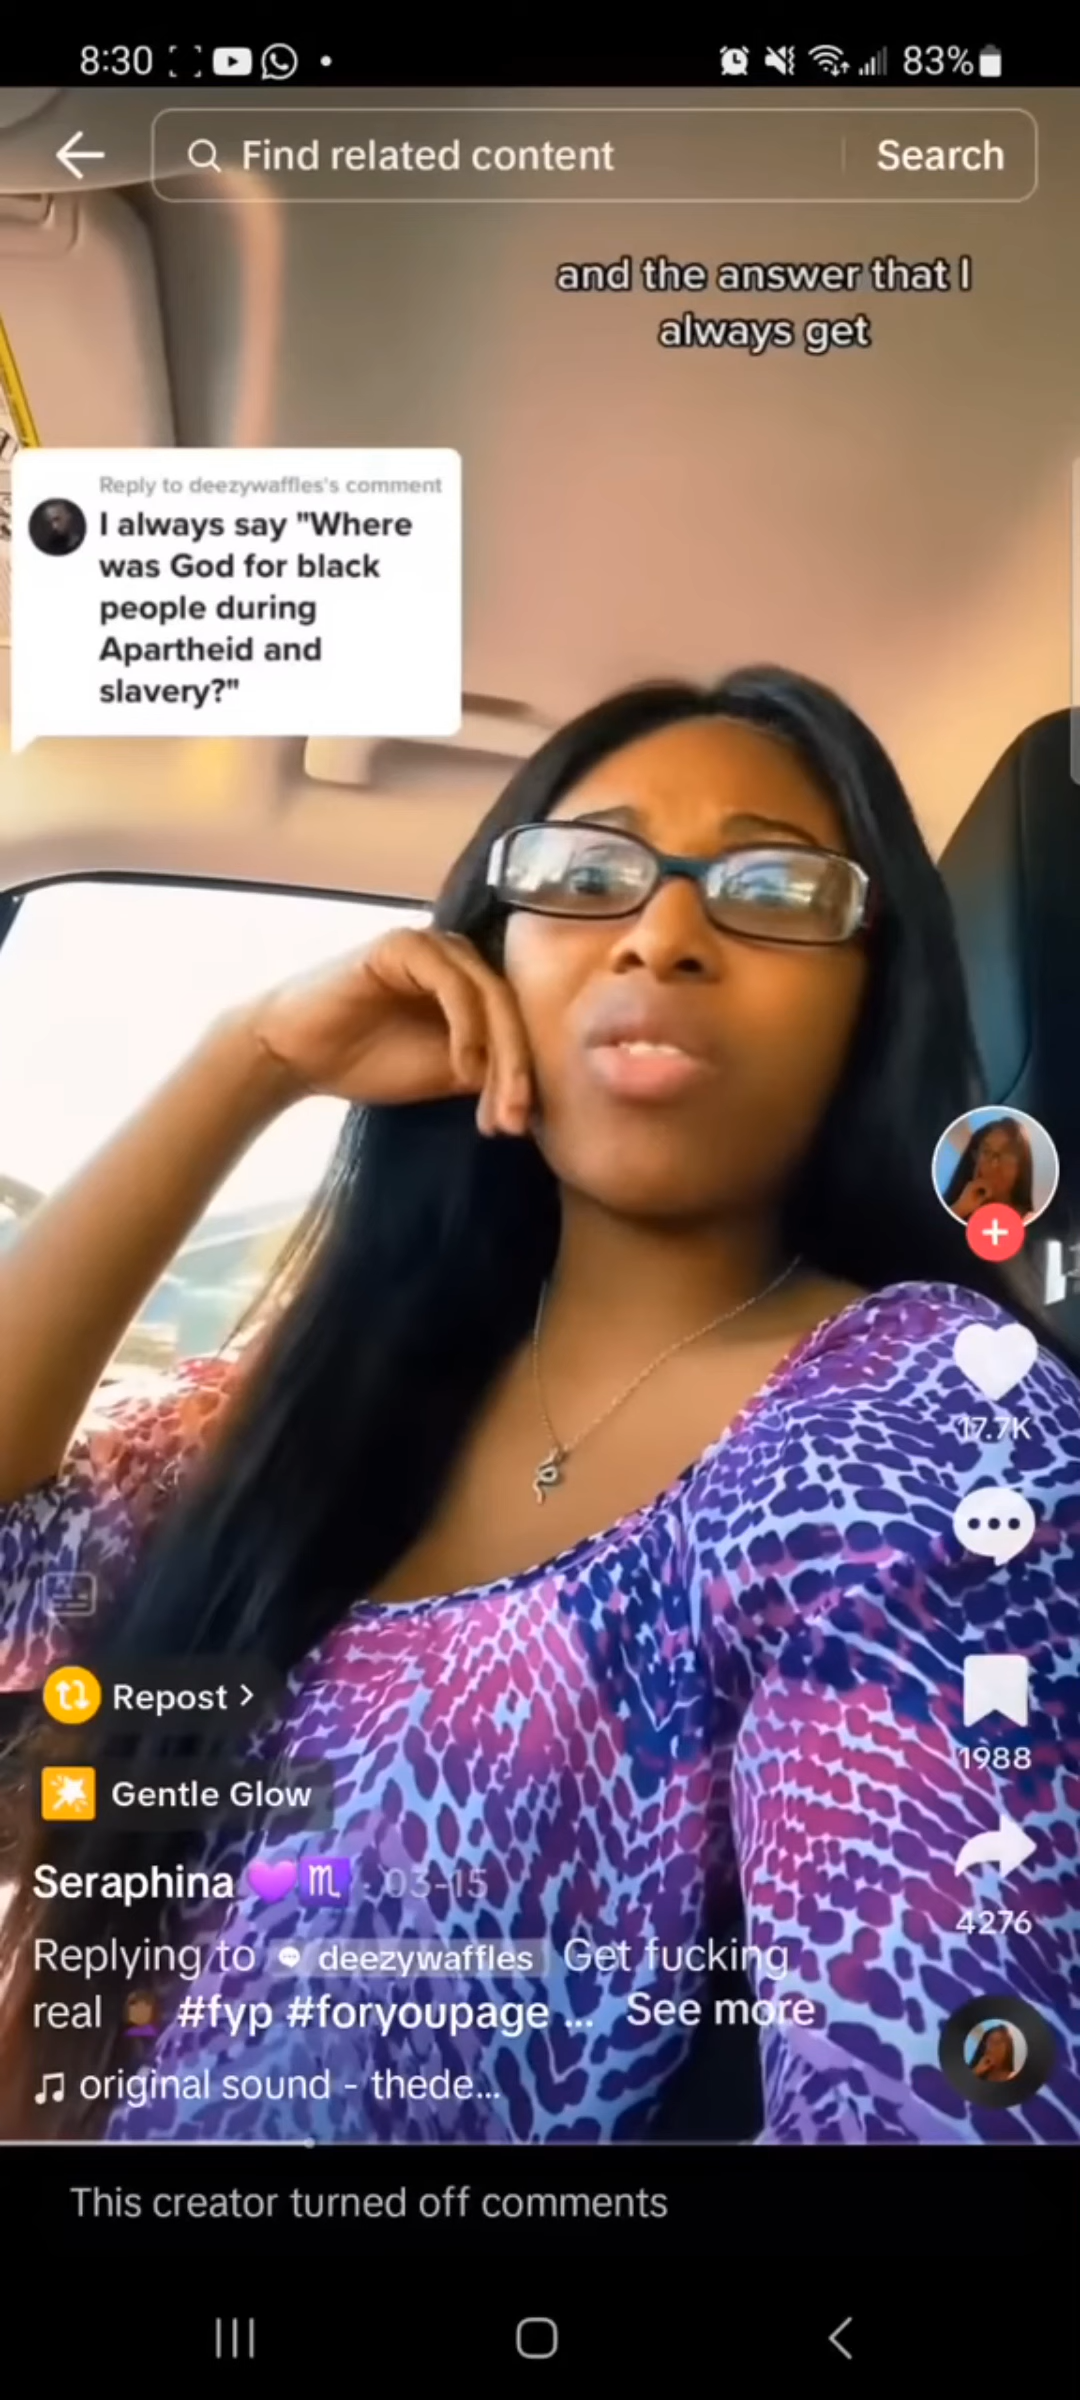 8:30
83%
Find related content
Search
and the answer that I
always get
Reply to deezywaffles's comment
I always say "Where
was God for black
people during
Apartheid and
slavery?"
17.7K
Repost >
1988
Gentle Glow
Seraphina 💜♏ · 03-15
4276
Replying to deezywaffles Get fucking
real 🤦🏾‍♀️ #fyp #foryoupage ... See more
original sound - thede...
This creator turned off comments